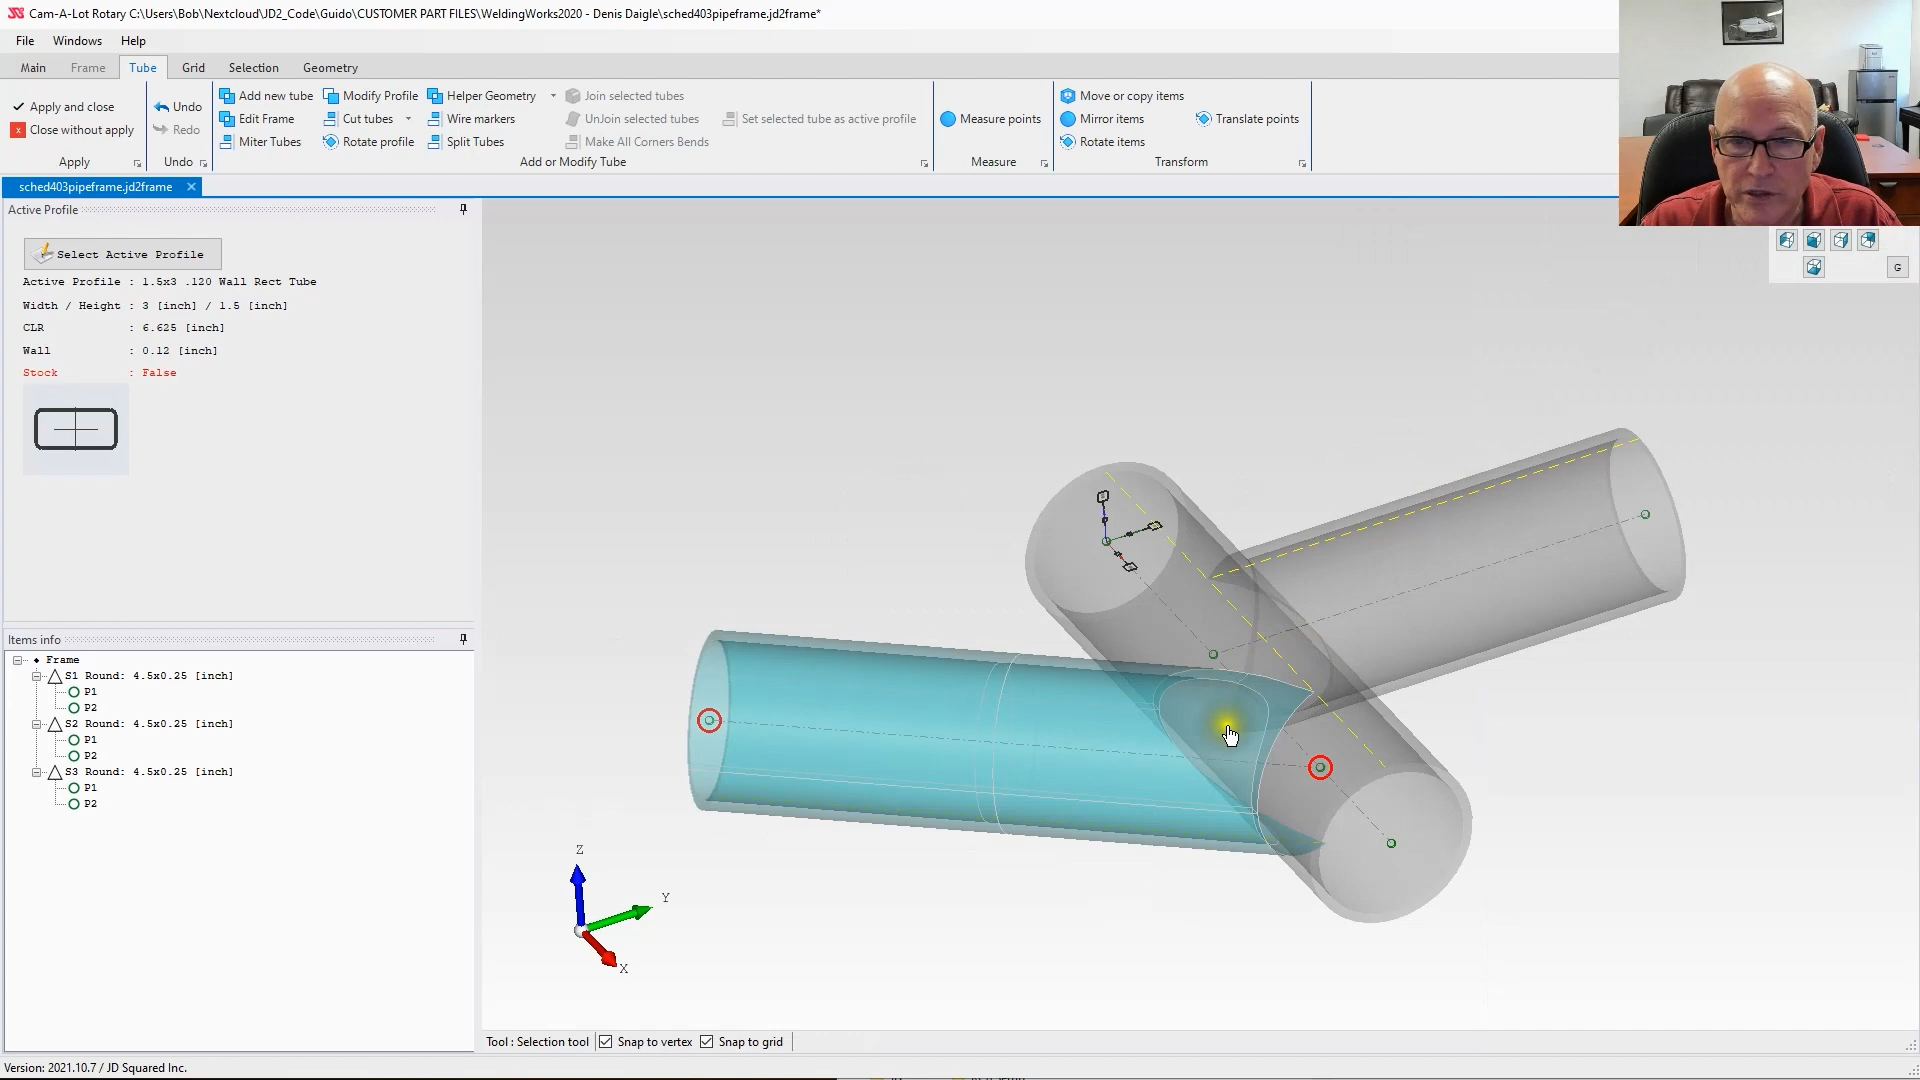 Cam-A-Lot Rotary C:\Users\Bob\Nextcloud\JD2_Code\Guido\CUSTOMER PART FILES\WeldingWorks2020 - Denis Daigle\sched403pipeframe.jd2frame*
File Windows Help
Main Frame Tube Grid Selection Geometry
Apply and close
Close without apply
Apply
Undo
Redo
Undo
Add new tube
Edit Frame
Miter Tubes
Modify Profile
Cut tubes
Rotate profile
Helper Geometry
Wire markers
Split Tubes
Join selected tubes
UnJoin selected tubes
Make All Corners Bends
Set selected tube as active profile
Add or Modify Tube
Measure points
Measure
Move or copy items
Mirror items
Rotate items
Translate points
Transform
sched403pipeframe.jd2frame
Active Profile
Select Active Profile
Active Profile : 1.5x3 .120 Wall Rect Tube
Width / Height : 3 [inch] / 1.5 [inch]
CLR : 6.625 [inch]
Wall : 0.12 [inch]
Stock : False
G
Items info
Frame
S1 Round: 4.5x0.25 [inch]
P1
P2
S2 Round: 4.5x0.25 [inch]
P1
P2
S3 Round: 4.5x0.25 [inch]
P1
P2
Z
Y
X
Tool : Selection tool Snap to vertex Snap to grid
Version: 2021.10.7 / JD Squared Inc.